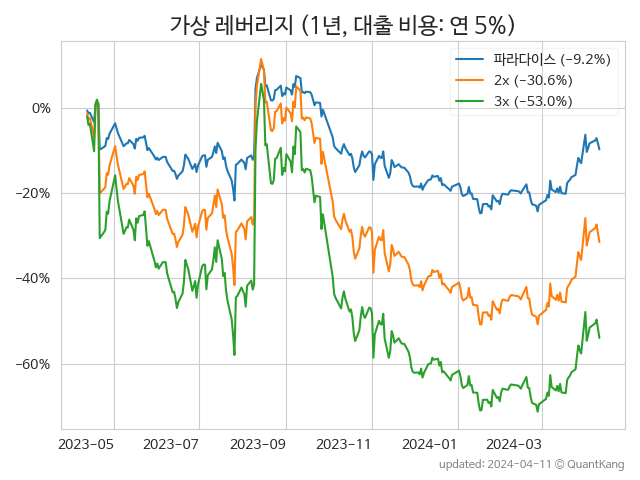 가상 레버리지 (1년, 대출 비용: 연 5%)
파라다이스 (−9.2%)
2x (−30.6%)
3x (−53.0%)
0%
−20%
−40%
−60%
2023-05 2023-07 2023-09 2023-11 2024-01 2024-03
updated: 2024-04-11 © QuantKang